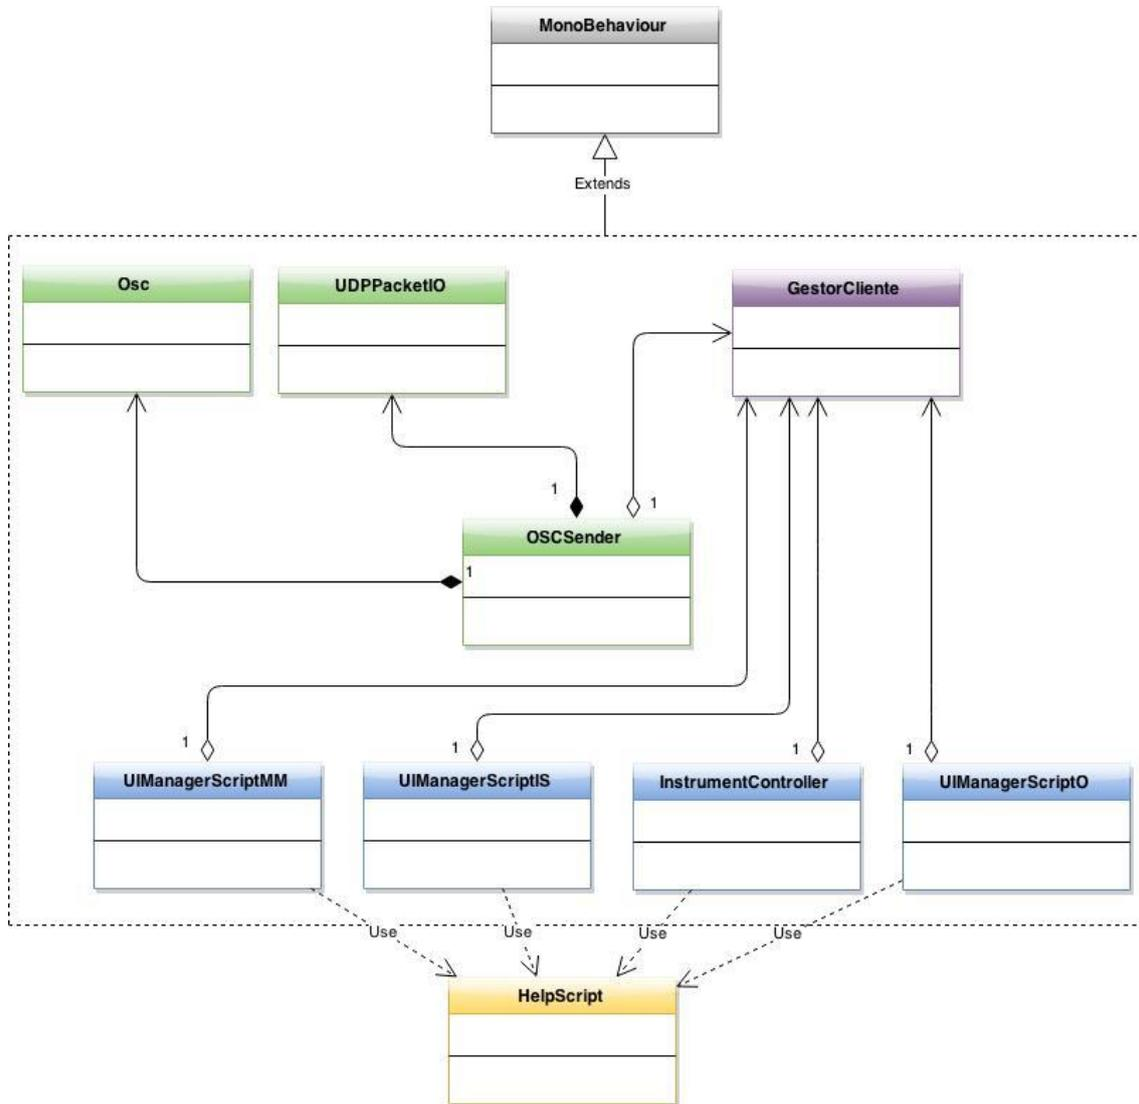 MonoBehaviour
Extends
Osc
UDPPacketIO
GestorCliente
1
1
OSCSender
1
1
1
1
1
UIManagerScriptMM
UIManagerScriptIS
InstrumentController
UIManagerScriptO
Use
Use
Use
Use
HelpScript